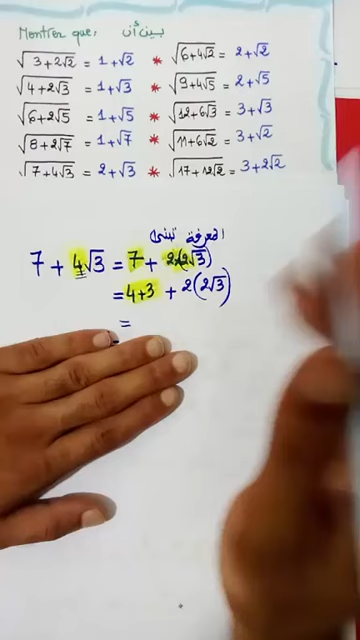 Montrer que: بين أن
√(3+2√2) = 1+√2 * √(6+4√2) = 2+√2
√(4+2√3) = 1+√3 * √(9+4√5) = 2+√5
√(6+2√5) = 1+√5 * √(12+6√3) = 3+√3
√(8+2√7) = 1+√7 * √(11+6√2) = 3+√2
√(7+4√3) = 2+√3 * √(17+12√2) = 3+2√2
المعرفة تبنى
7+4√3 = 7+2×(2√3)
= 4+3 + 2(2√3)
=